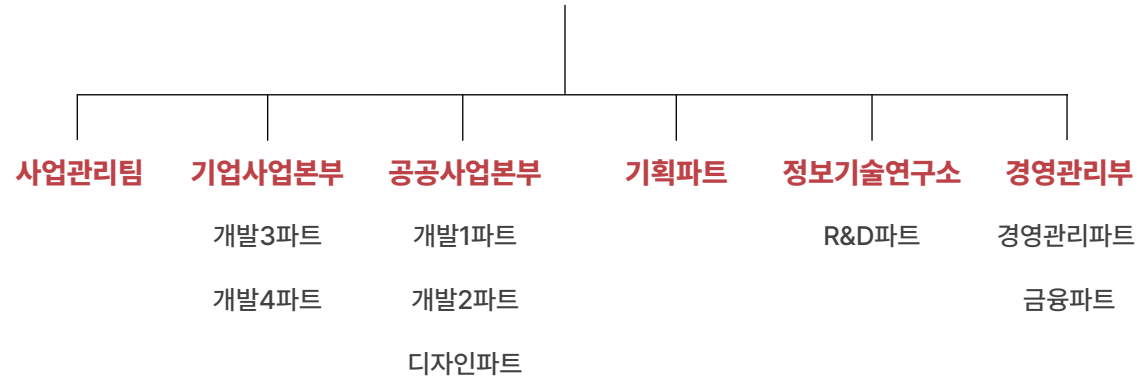 사업관리팀 기업사업본부 공공사업본부 기획파트 정보기술연구소 경영관리부
개발3파트 개발1파트 R&D파트 경영관리파트
개발4파트 개발2파트 금융파트
디자인파트